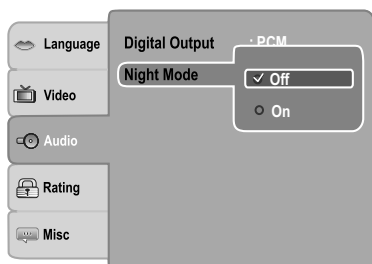 Language
Video
Audio
Rating
Misc
Digital Output : PCM
Night Mode
Off
On